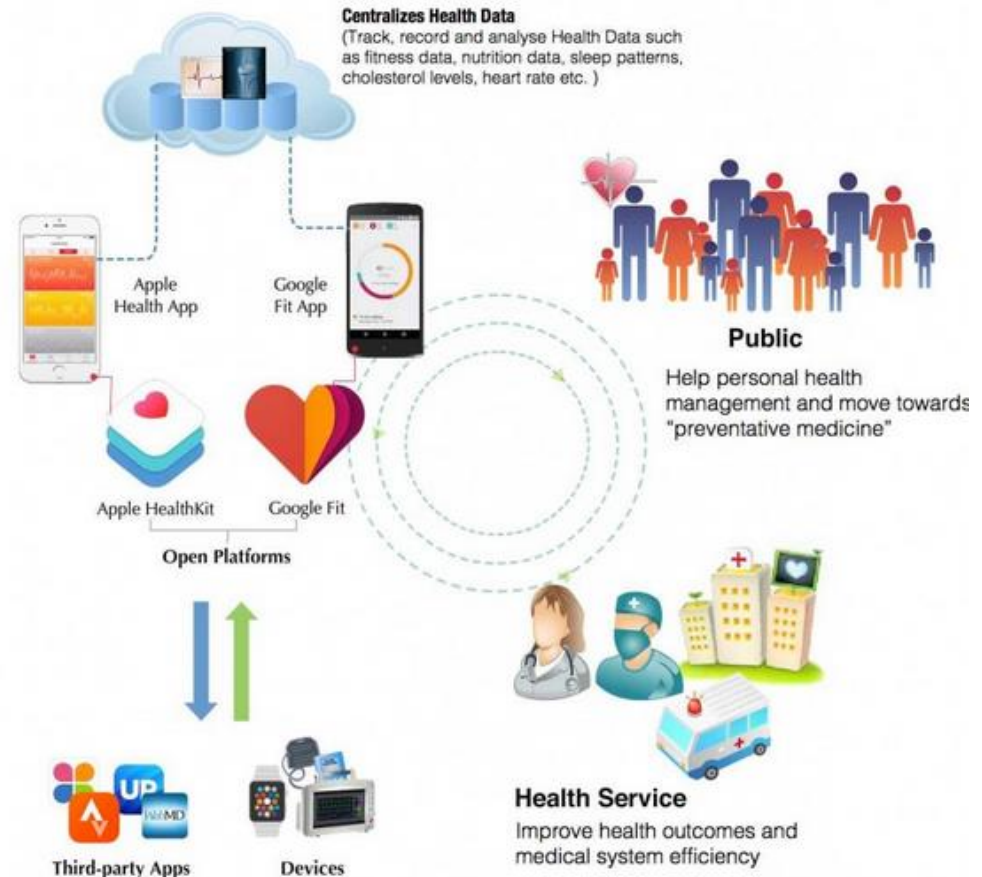 Centralizes Health Data
(Track, record and analyse Health Data such
as fitness data, nutrition data, sleep patterns,
cholesterol levels, heart rate etc. )
Apple
Health App
Google
Fit App
Public
Help personal health
management and move towards
“preventative medicine”
Apple HealthKit
Google Fit
Open Platforms
UP
WebMD
Third-party Apps
Devices
Health Service
Improve health outcomes and
medical system efficiency